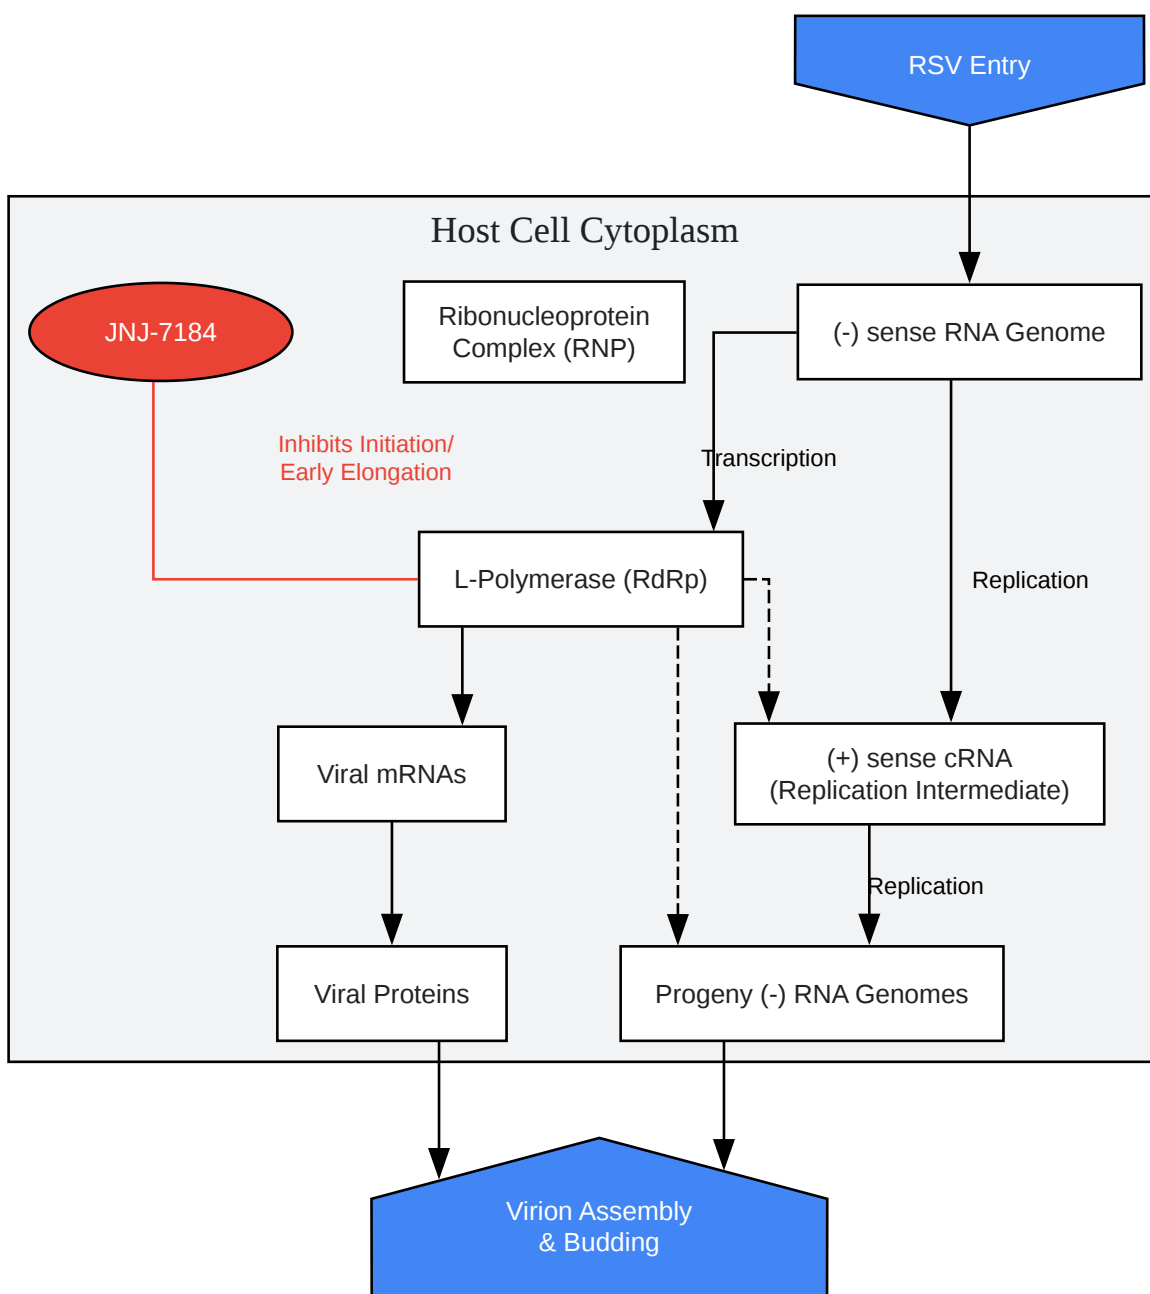 RSV Entry
Host Cell Cytoplasm
JNJ-7184
Ribonucleoprotein
Complex (RNP)
(-) sense RNA Genome
Inhibits Initiation/
Early Elongation
Transcription
L-Polymerase (RdRp)
Replication
Viral mRNAs
(+) sense cRNA
(Replication Intermediate)
Replication
Viral Proteins
Progeny (-) RNA Genomes
Virion Assembly
& Budding